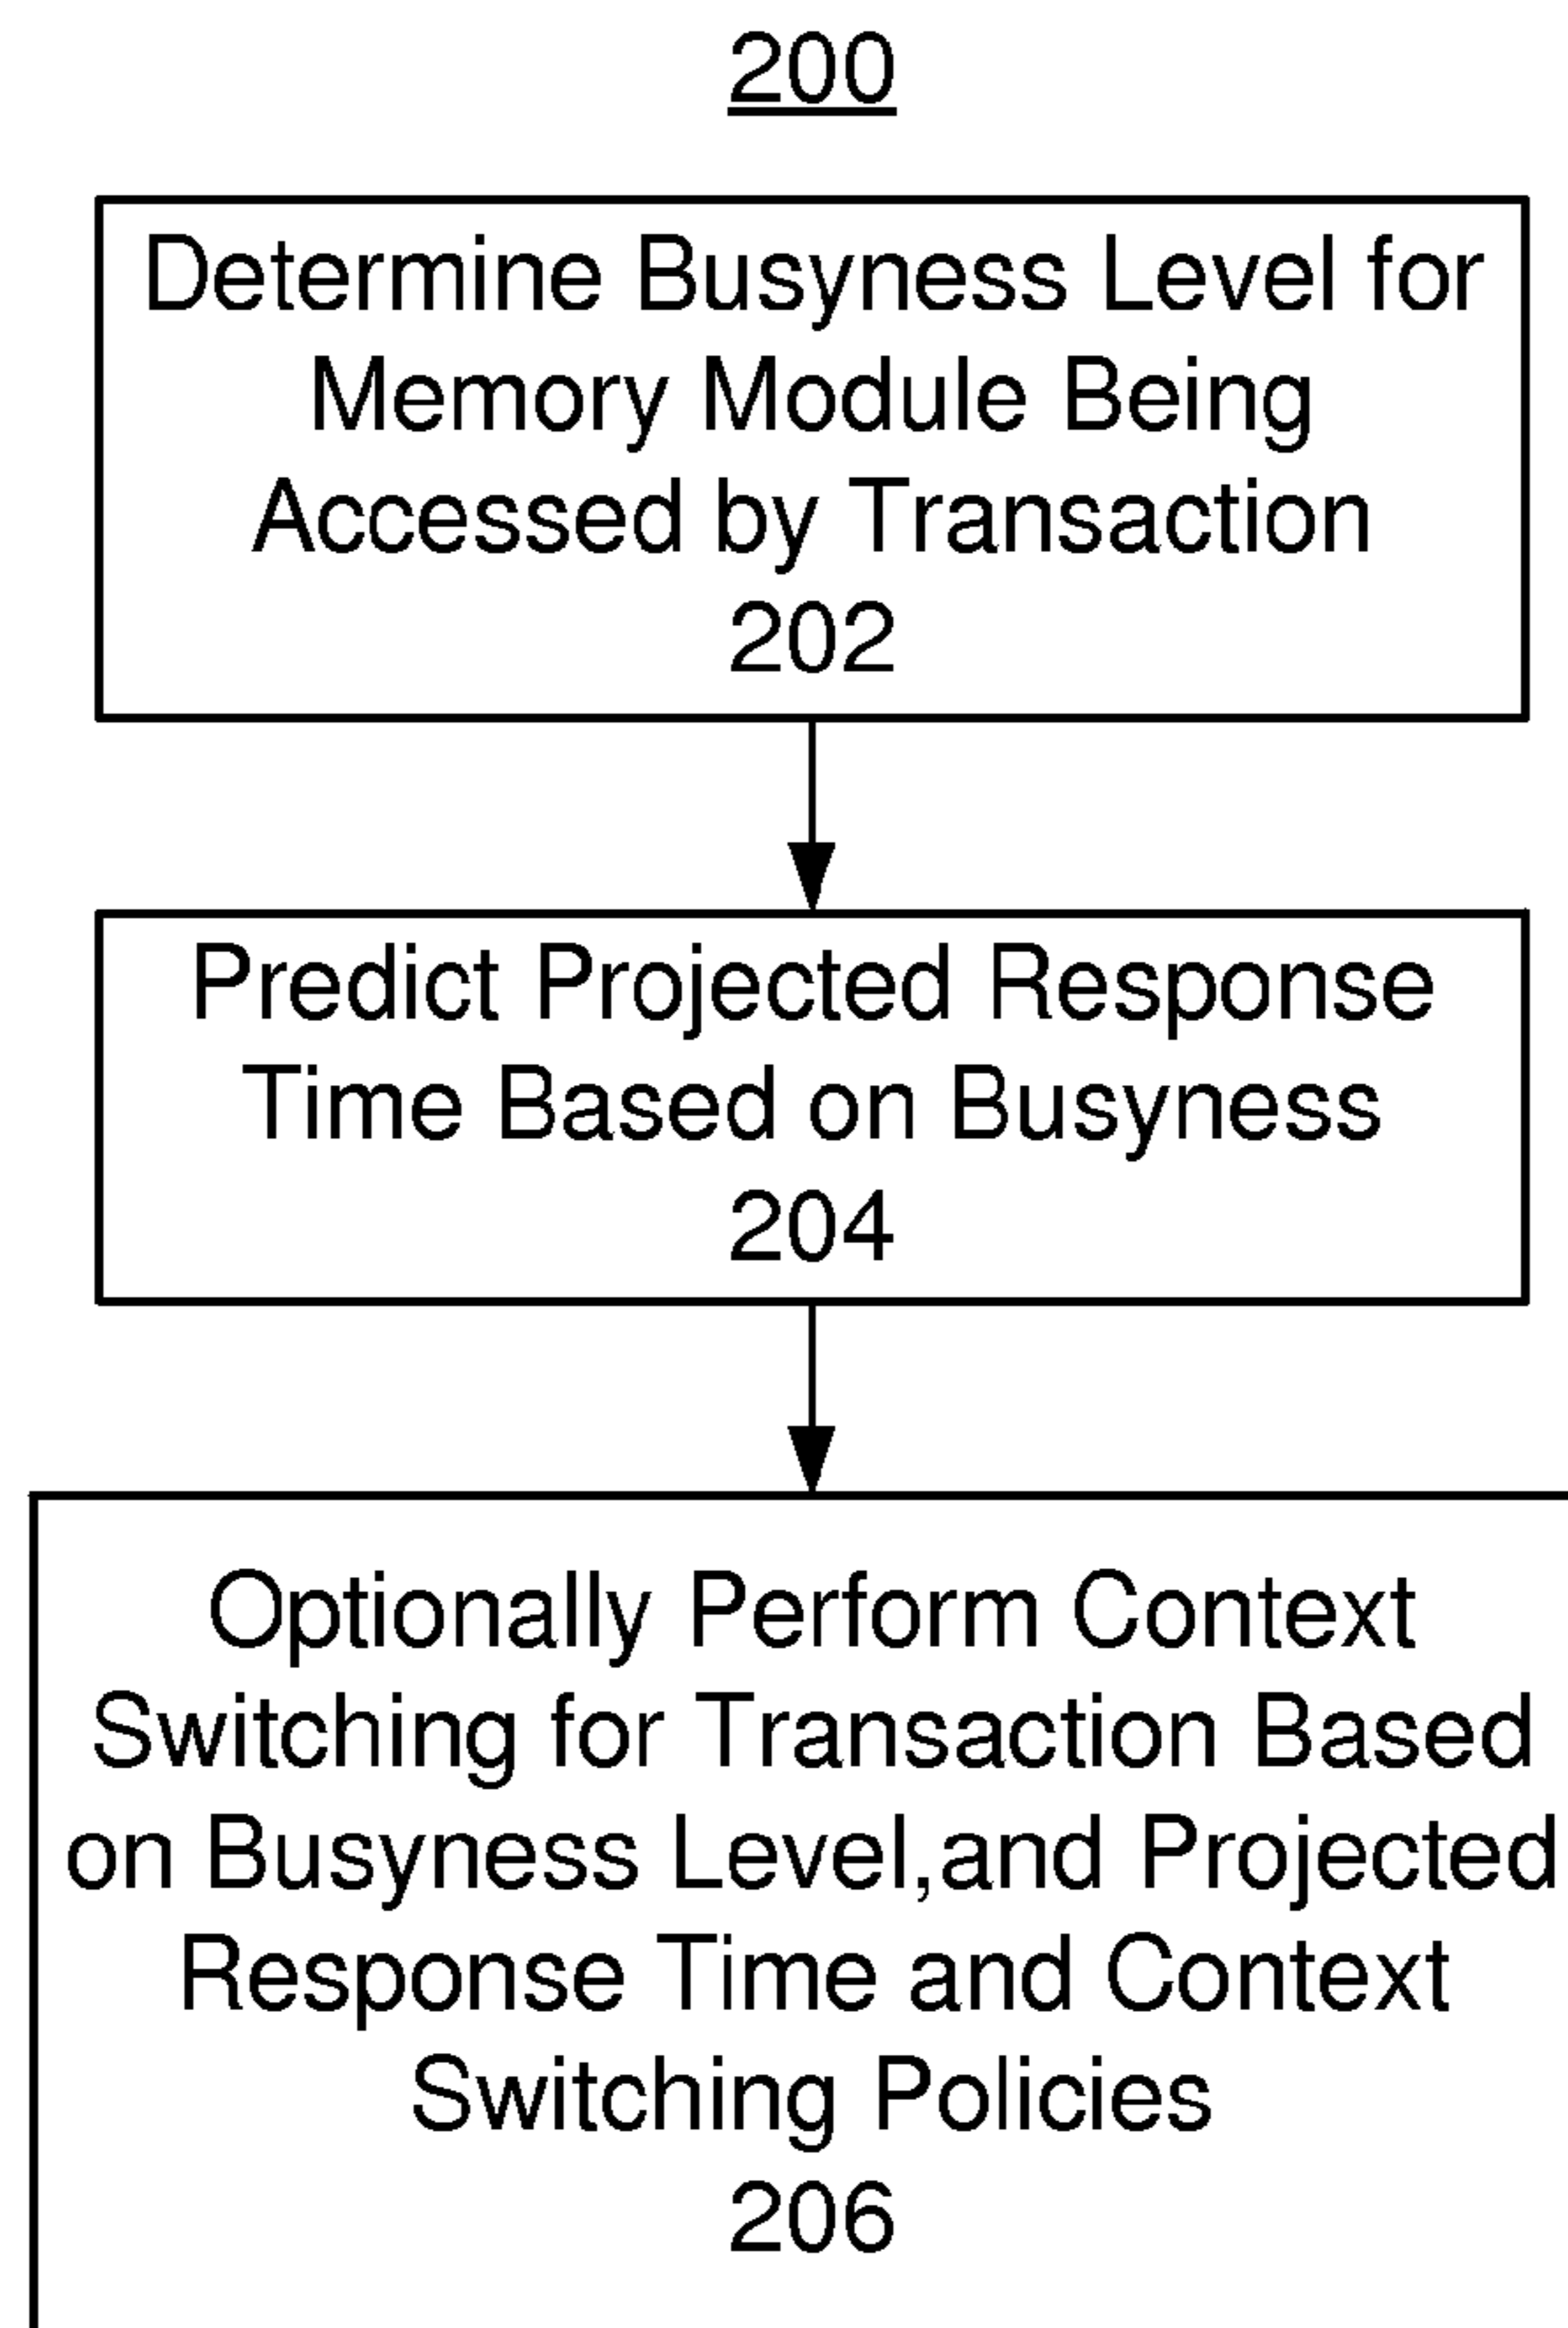 200
Determine Busyness Level for
Memory Module Being
Accessed by Transaction
202
Predict Projected Response
Time Based on Busyness
204
Optionally Perform Context
Switching for Transaction Based
on Busyness Level,and Projected
Response Time and Context
Switching Policies
206